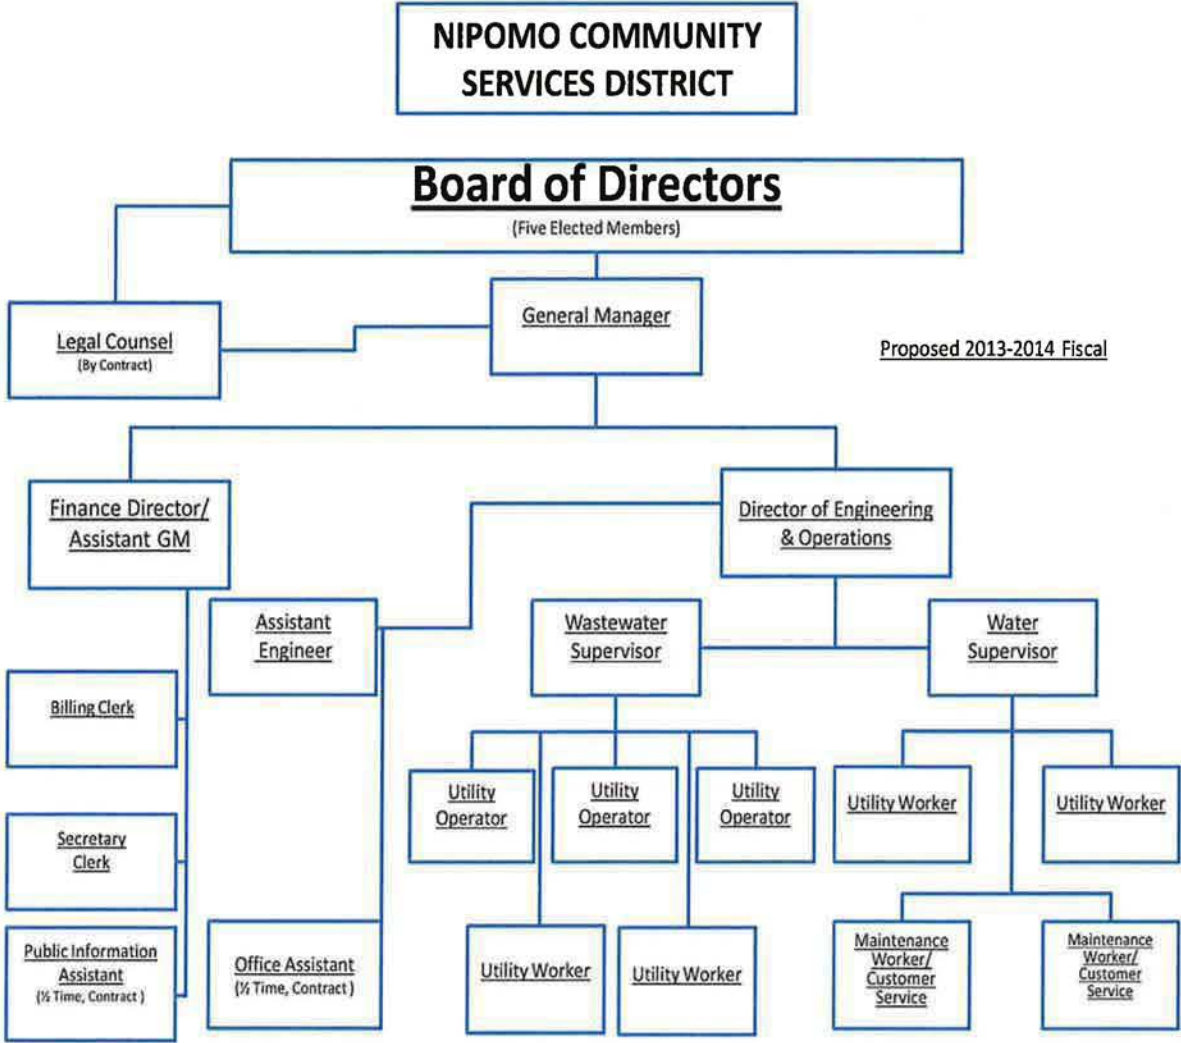 NIPOMO COMMUNITY
SERVICES DISTRICT
Board of Directors
(Five Elected Members)
General Manager
Legal Counsel
(By Contract)
Proposed 2013-2014 Fiscal
Finance Director/
Assistant GM
Director of Engineering
& Operations
Assistant
Engineer
Wastewater
Supervisor
Water
Supervisor
Billing Clerk
Utility
Operator
Utility
Operator
Utility
Operator
Utility Worker
Utility Worker
Secretary
Clerk
Public Information
Assistant
(½ Time, Contract )
Office Assistant
(½ Time, Contract )
Utility Worker
Utility Worker
Maintenance
Worker/
Customer
Service
Maintenance
Worker/
Customer
Service